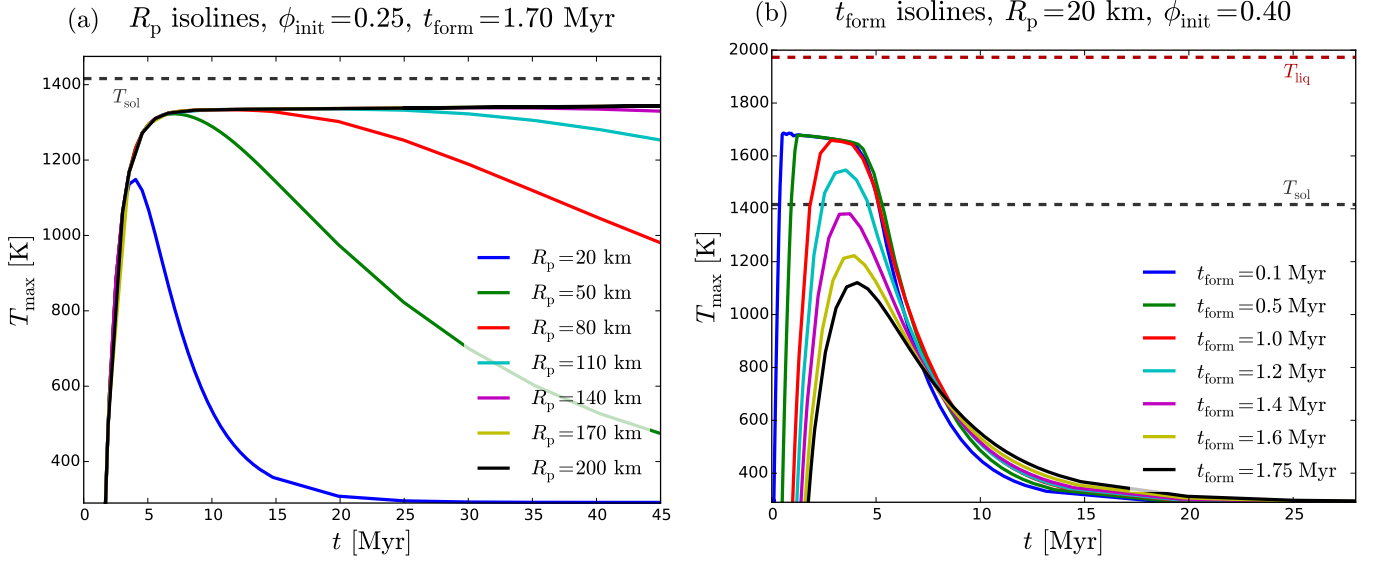 (a) R_p isolines, ϕ_init=0.25, t_form=1.70 Myr
T_sol
T_max [K]
1400
1200
1000
800
600
400
R_p=20 km
R_p=50 km
R_p=80 km
R_p=110 km
R_p=140 km
R_p=170 km
R_p=200 km
0 5 10 15 20 25 30 35 40 45
t [Myr]
(b) t_form isolines, R_p=20 km, ϕ_init=0.40
T_liq
T_sol
T_max [K]
2000
1800
1600
1400
1200
1000
800
600
400
t_form=0.1 Myr
t_form=0.5 Myr
t_form=1.0 Myr
t_form=1.2 Myr
t_form=1.4 Myr
t_form=1.6 Myr
t_form=1.75 Myr
0 5 10 15 20 25
t [Myr]